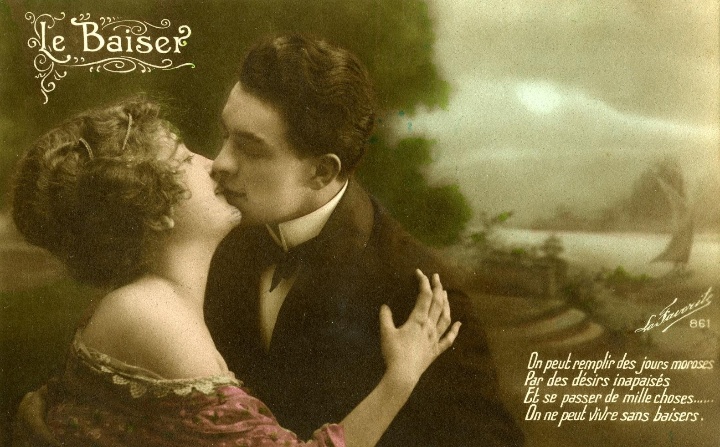 Le Baiser
La Favorite
861
On peut remplir des jours moroses
Par des désirs inapaisés
Et se passer de mille choses......
On ne peut vivre sans baisers.